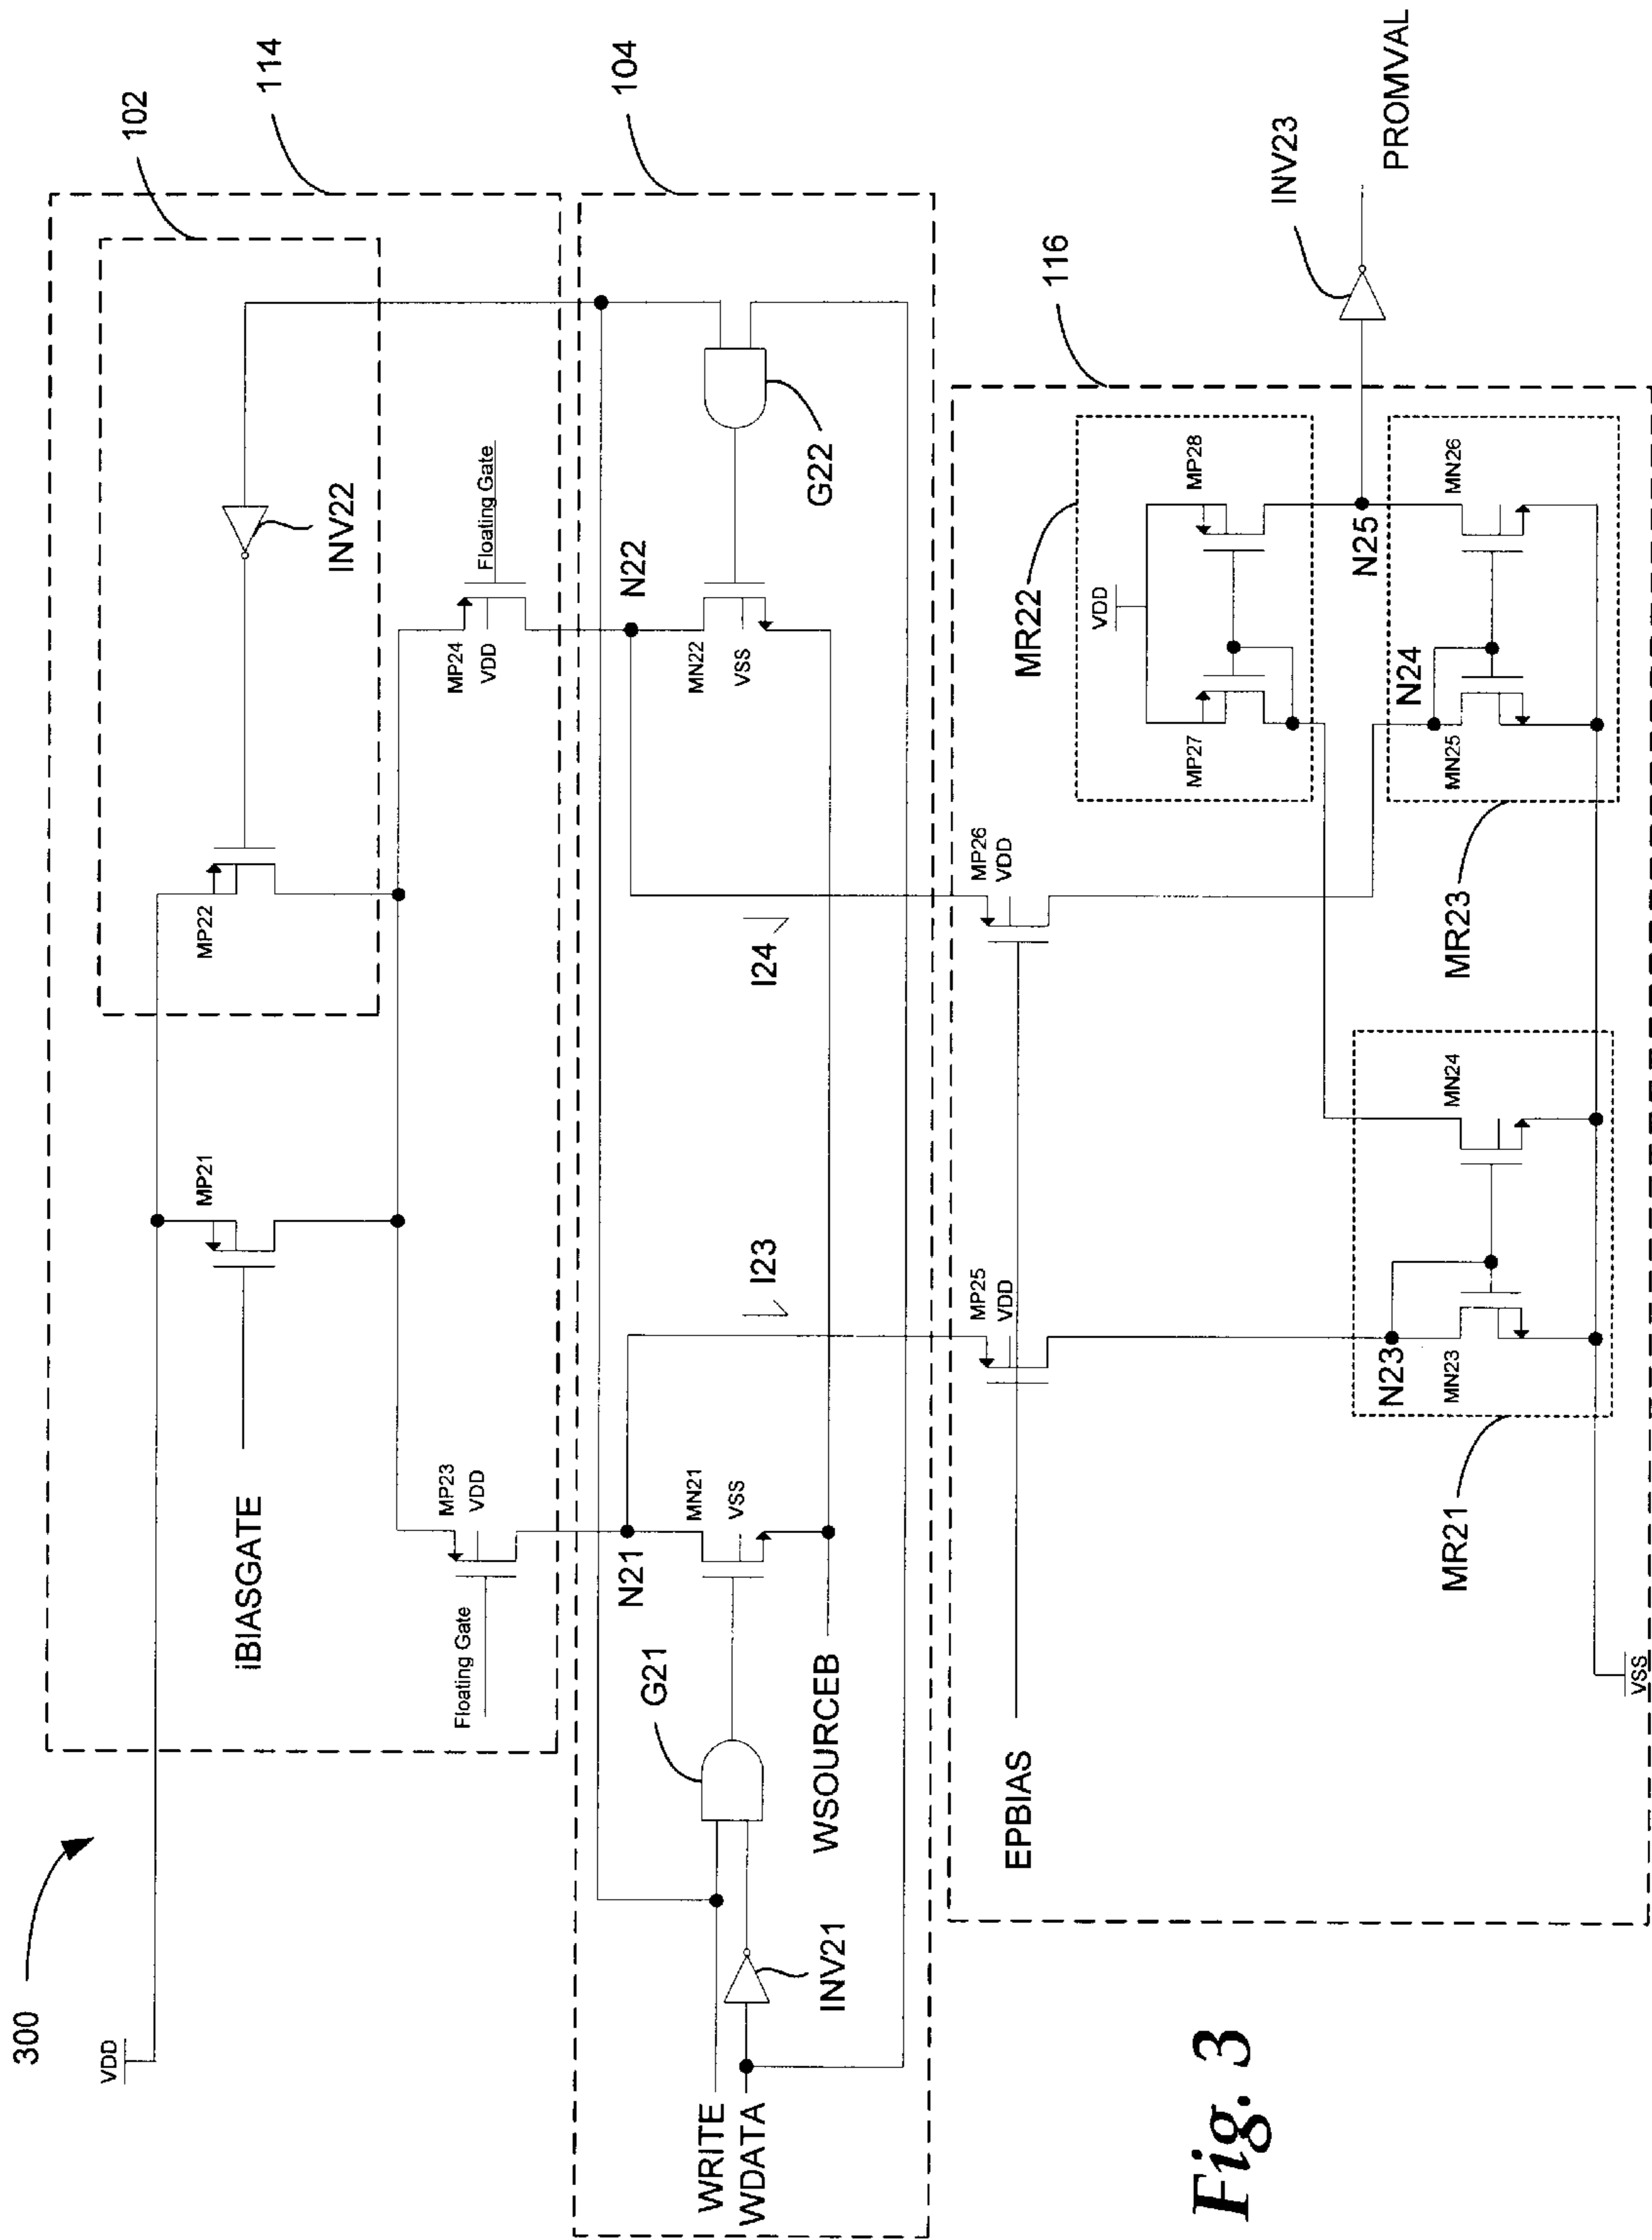 300
VDD
102
114
MP21
MP22
INV22
iBIASGATE
MP23
VDD
Floating Gate
MP24
VDD
Floating Gate
104
WRITE
WDATA
INV21
G21
N21
MN21
VSS
WSOURCEB
I23
I24
N22
MN22
VSS
G22
116
EPBIAS
MP25
VDD
MP26
VDD
MR22
VDD
MP27
MP28
N25
INV23
PROMVAL
N23
MN23
MN24
MR21
N24
MN25
MN26
MR23
VSS
Fig. 3